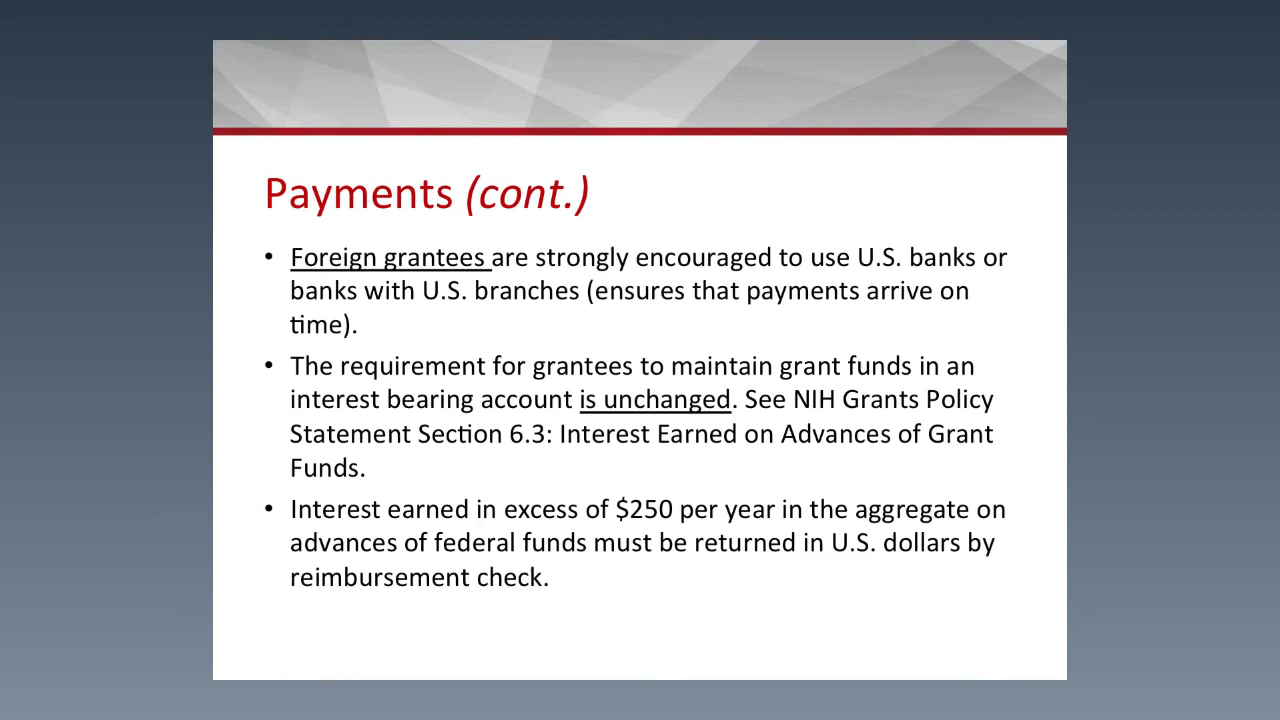 Payments (cont.)
• Foreign grantees are strongly encouraged to use U.S. banks or
banks with U.S. branches (ensures that payments arrive on
time).
• The requirement for grantees to maintain grant funds in an
interest bearing account is unchanged. See NIH Grants Policy
Statement Section 6.3: Interest Earned on Advances of Grant
Funds.
• Interest earned in excess of $250 per year in the aggregate on
advances of federal funds must be returned in U.S. dollars by
reimbursement check.